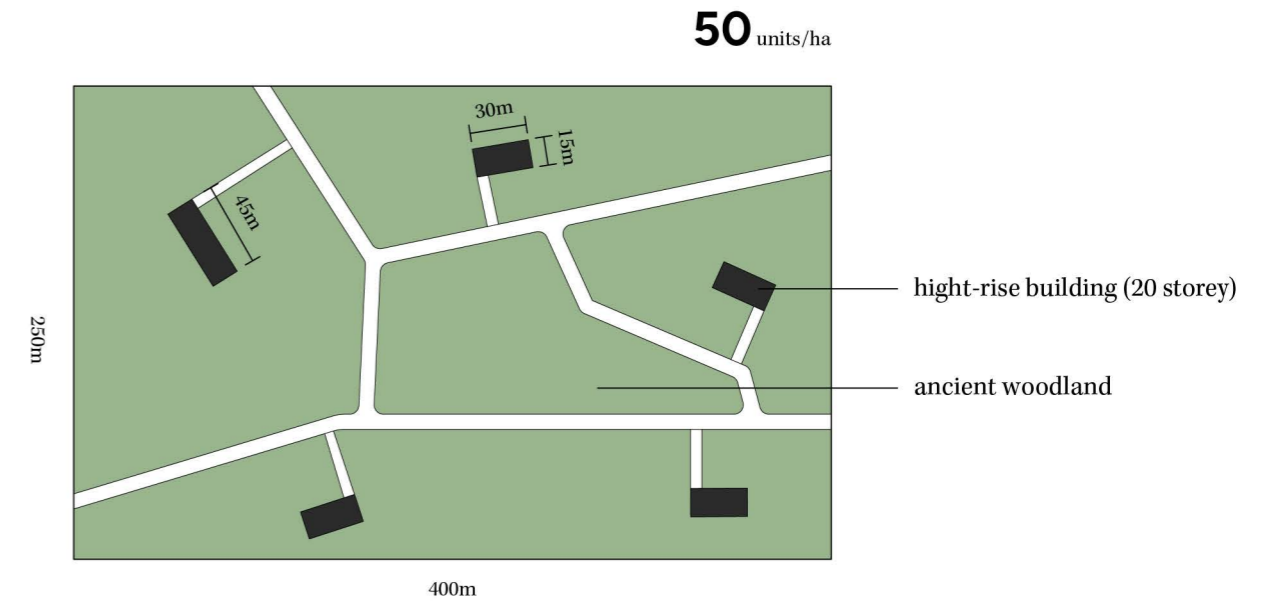 50 units/ha
30m
15m
45m
hight-rise building (20 storey)
250m
ancient woodland
400m